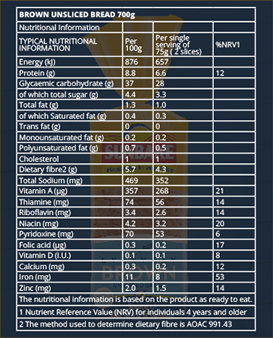 BROWN UNSLICED BREAD 700g
Nutritional Information
TYPICAL NUTRITIONAL INFORMATION Per 100g Per single serving of 75g ( 2 slices) %NRV1
Energy (kJ) 876 657
Protein (g) 8.8 6.6 12
Glycaemic carbohydrate (g) 37 28
of which total sugar (g) 4.4 3.3
Total fat (g) 1.3 1.0
of which Saturated fat (g) 0.4 0.3
Trans fat (g) 0 0
Monounsaturated fat (g) 0.2 0.2
Polyunsaturated fat (g) 0.7 0.5
Cholesterol 1 1
Dietary fibre2 (g) 5.7 4.3
Total Sodium (mg) 469 352
Vitamin A (µg) 357 268 21
Thiamine (mg) 74 56 14
Riboflavin (mg) 3.4 2.6 14
Niacin (mg) 4.2 3.2 20
Pyridoxine (mg) 70 53 6
Folic acid (µg) 0.3 0.2 17
Vitamin D (I.U.) 0.1 0.1 8
Calcium (mg) 0.3 0.2 12
Iron (mg) 11 8 53
Zinc (mg) 2.0 1.5 14
The nutritional information is based on the product as ready to eat.
1 Nutrient Reference Value (NRV) for individuals 4 years and older
2 The method used to determine dietary fibre is AOAC 991.43